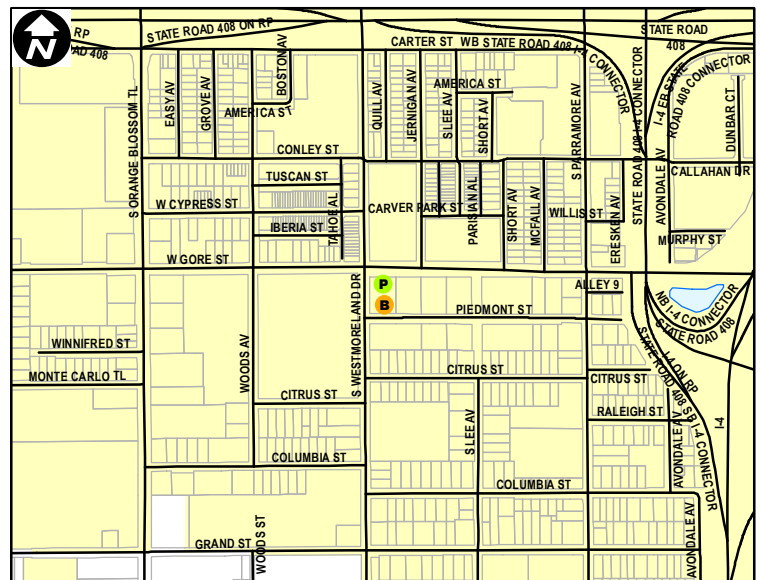 N
RP
AD 408
STATE ROAD 408 ON RP
CARTER ST
WB STATE ROAD 408 I-4 CONNECTOR
STATE ROAD
408
I-4 EB STATE
ROAD 408 CONNECTOR
S ORANGE BLOSSOM TL
EASY AV
GROVE AV
BOSTON AV
AMERICA ST
QUILL AV
JERNIGAN AV
SLEE AV
AMERICA ST
SHORT AV
S PARRAMORE AV
STATE ROAD 408 I-4 CONNECTOR
DUNBAR CT
CONLEY ST
TUSCAN ST
W CYPRESS ST
TAHOE AL
IBERIA ST
CARVER PARK ST
PARISIAN AL
SHORT AV
MCFALL AV
WILLIS ST
ERESKEN AV
AVONDALE AV
CALLAHAN DR
MURPHY ST
W GORE ST
P
B
S WESTMORELAND DR
PIEDMONT ST
ALLEY 9
NB I-4 CONNECTOR
STATE ROAD 408
WINNIFRED ST
MONTE CARLO TL
WOODS AV
CITRUS ST
CITRUS ST
CITRUS ST
I-4 ON RP
STATE ROAD 408 SB I-4 CONNECTOR
I-4
RALEIGH ST
S LEE AV
AVONDALE AV
COLUMBIA ST
COLUMBIA ST
GRAND ST
WOODS ST
AVONDALE AV